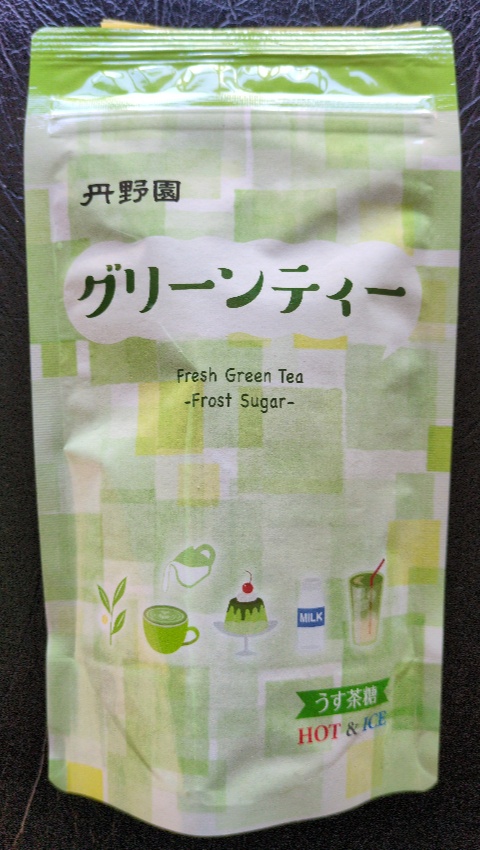 丹野園
グリーンティー
Fresh Green Tea
-Frost Sugar-
MILK
うす茶糖
HOT & ICE